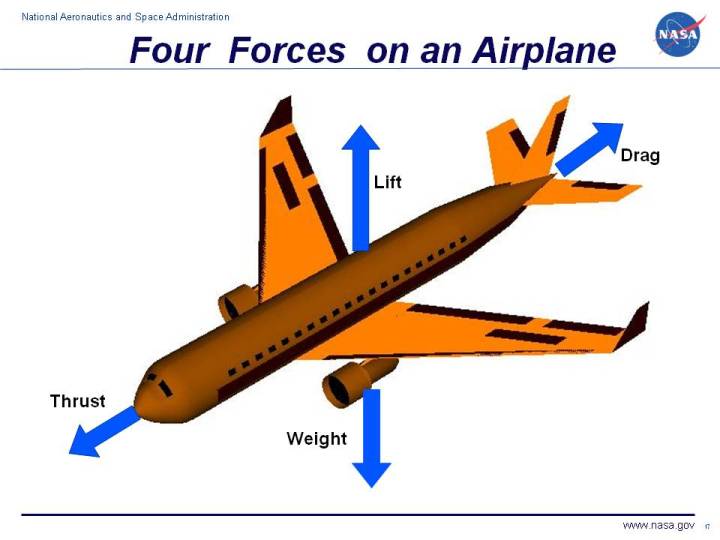 National Aeronautics and Space Administration
NASA
Four Forces on an Airplane
Drag
Lift
Thrust
Weight
www.nasa.gov